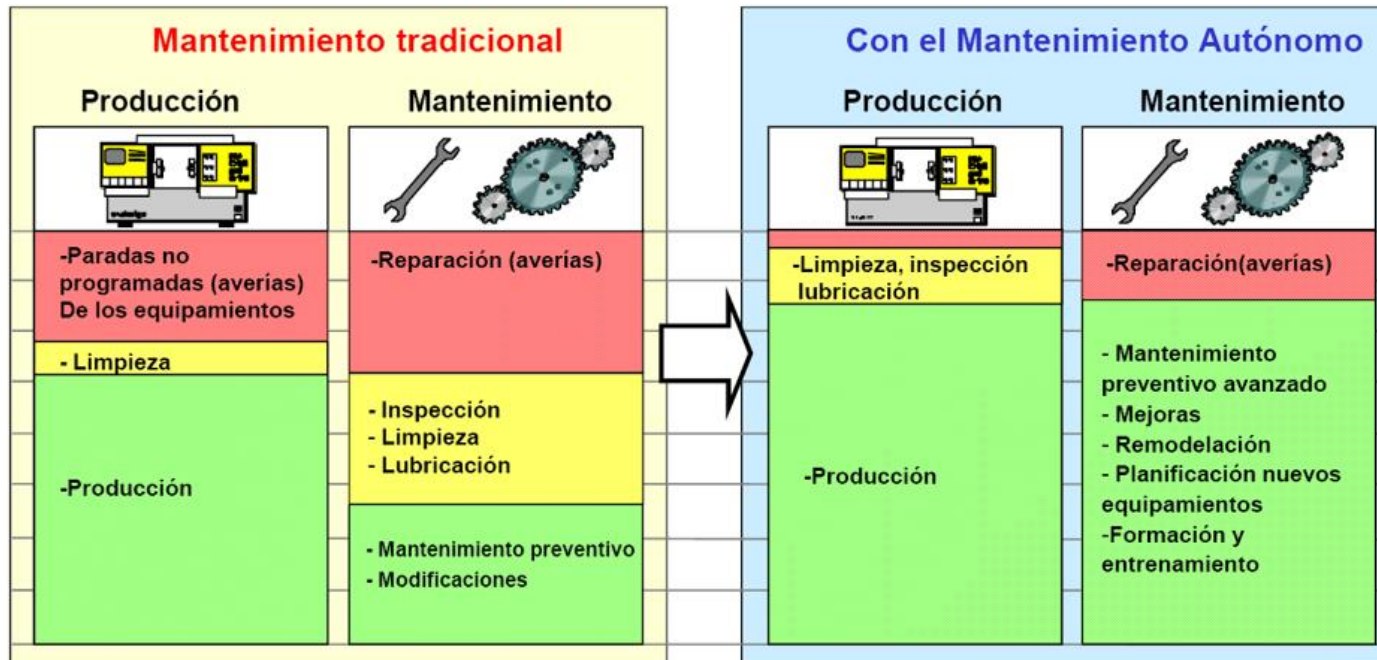 Mantenimiento tradicional
Producción
Mantenimiento
-Paradas no
programadas (averías)
De los equipamientos
- Limpieza
-Producción
-Reparación (averías)
- Inspección
- Limpieza
- Lubricación
- Mantenimiento preventivo
- Modificaciones
Con el Mantenimiento Autónomo
Producción
Mantenimiento
-Limpieza, inspección
lubricación
-Producción
-Reparación(averías)
- Mantenimiento
preventivo avanzado
- Mejoras
- Remodelación
- Planificación nuevos
equipamientos
-Formación y
entrenamiento